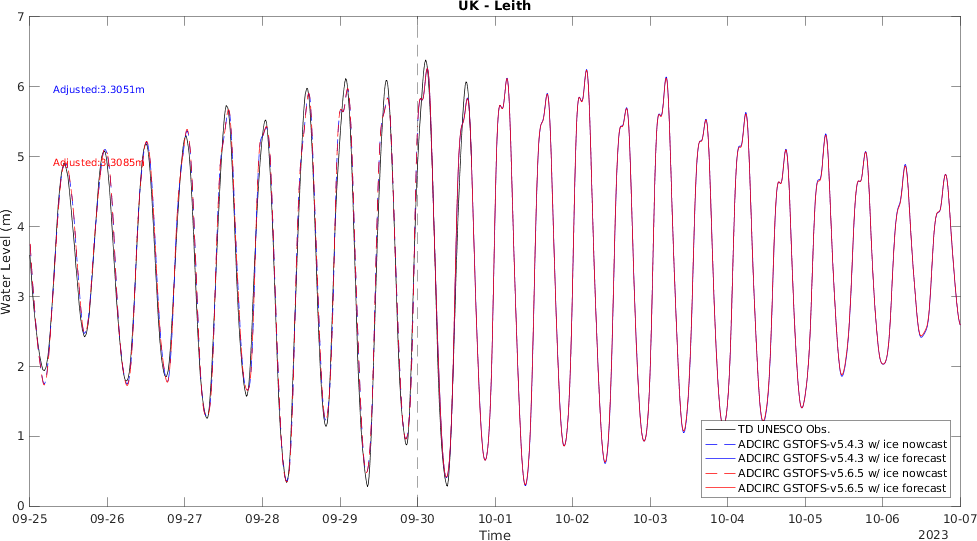 UK - Leith
7
6
5
4
3
2
1
0
Water Level (m)
Adjusted:3.3051m
Adjusted:3.3085m
TD UNESCO Obs.
ADCIRC GSTOFS-v5.4.3 w/ ice nowcast
ADCIRC GSTOFS-v5.4.3 w/ ice forecast
ADCIRC GSTOFS-v5.6.5 w/ ice nowcast
ADCIRC GSTOFS-v5.6.5 w/ ice forecast
09-25 09-26 09-27 09-28 09-29 09-30 10-01 10-02 10-03 10-04 10-05 10-06 10-07
Time
2023